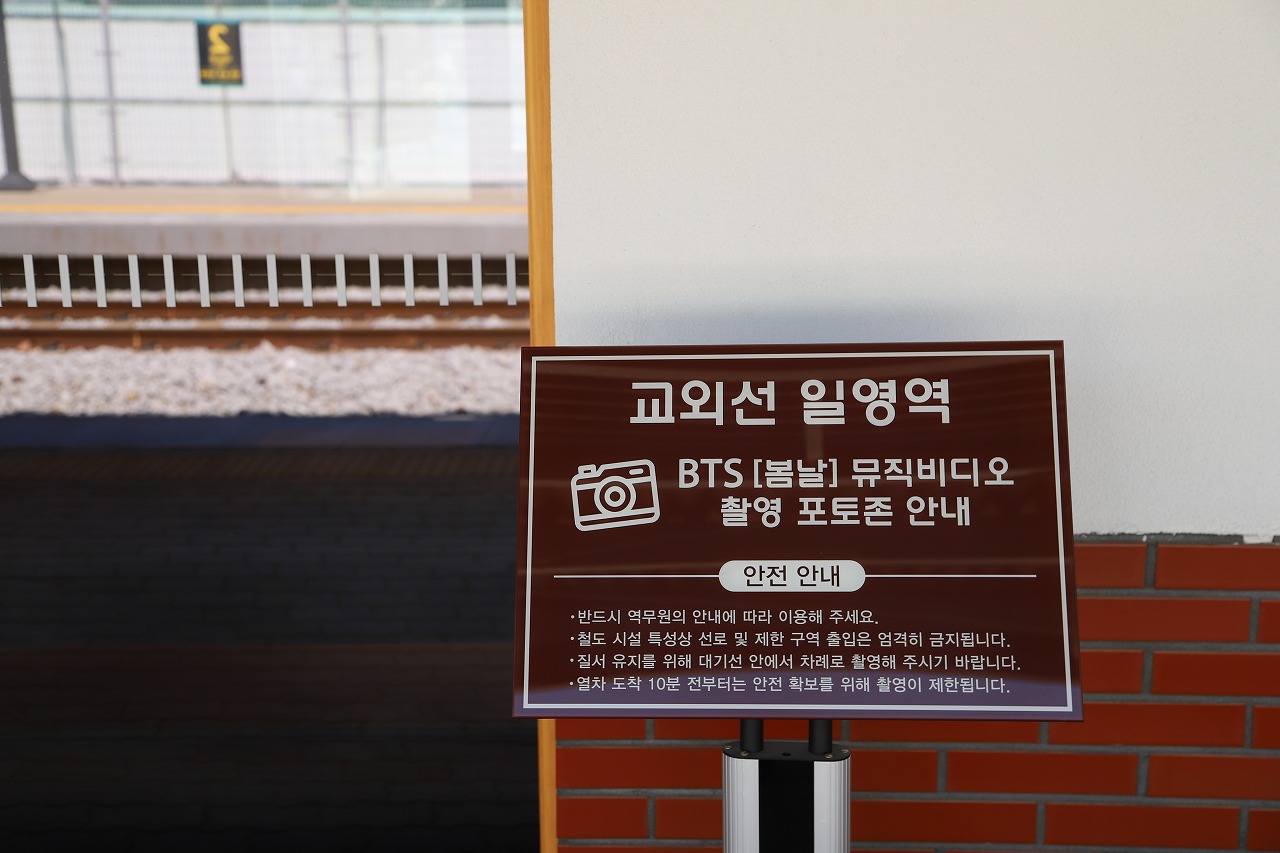 2
교외선 일영역
BTS [봄날] 뮤직비디오
촬영 포토존 안내
안전 안내
·반드시 역무원의 안내에 따라 이용해 주세요.
·철도 시설 특성상 선로 및 제한 구역 출입은 엄격히 금지됩니다.
·질서 유지를 위해 대기선 안에서 차례로 촬영해 주시기 바랍니다.
·열차 도착 10분 전부터는 안전 확보를 위해 촬영이 제한됩니다.